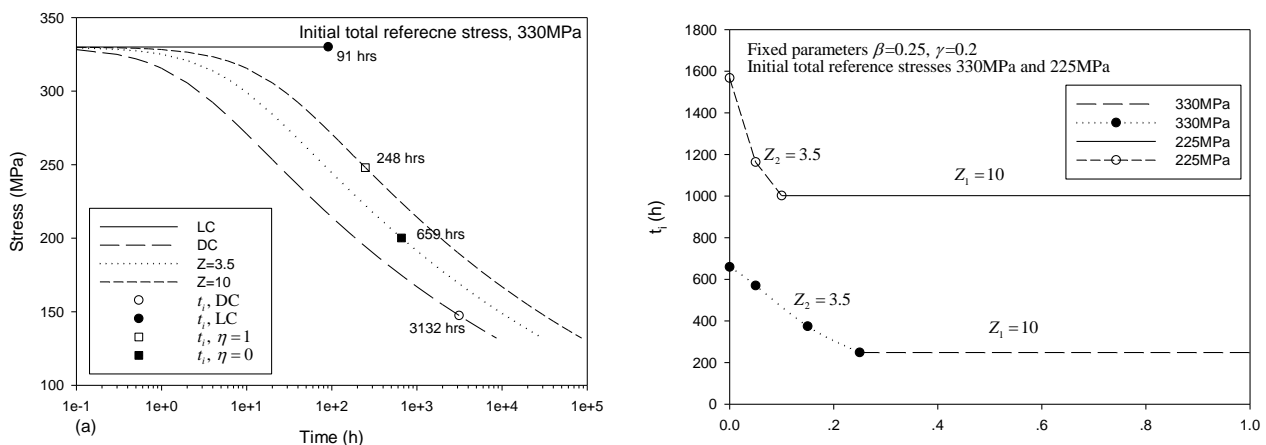 Initial total referecne stress, 330MPa
350
300
250
200
150
100
Stress (MPa)
91 hrs
248 hrs
659 hrs
3132 hrs
LC
DC
Z=3.5
Z=10
t_i, DC
t_i, LC
t_i, η=1
t_i, η=0
1e-1
1e+0
1e+1
1e+2
1e+3
1e+4
1e+5
(a)
Time (h)
1800
1600
1400
1200
1000
800
600
400
200
0
t_i (h)
Fixed parameters β=0.25, γ=0.2
Initial total reference stresses 330MPa and 225MPa
330MPa
330MPa
225MPa
225MPa
Z_2 = 3.5
Z_1 = 10
Z_2 = 3.5
Z_1 = 10
0.0
.2
.4
.6
.8
1.0